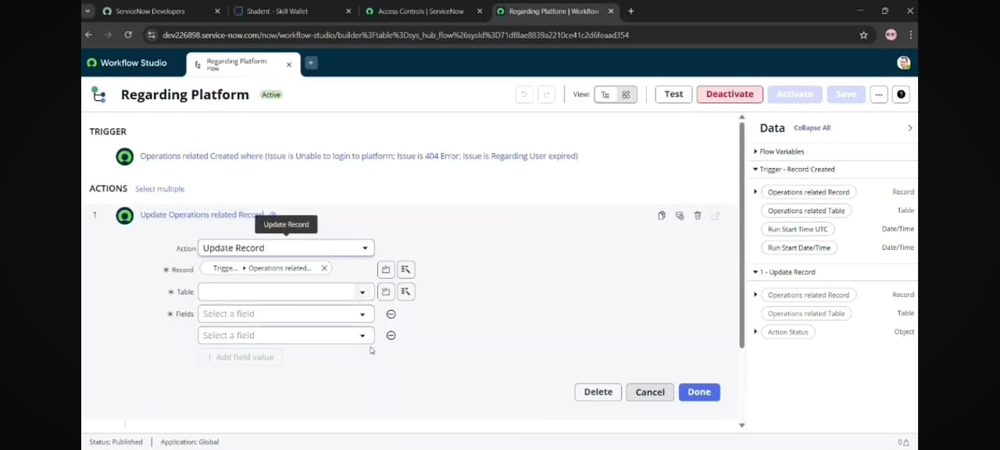 ServiceNow Developers
Student - Skill Wallet
Access Controls | ServiceNow
Regarding Platform | Workflow
dev226898.service-now.com/now/workflow-studio/builder%3Ftable%3Dsys_hub_flow%26sysId%3D71df8ae8839a2210ce41c2d6feaad354
Workflow Studio
Regarding Platform
Flow
Regarding Platform
Active
View:
Test
Deactivate
Activate
Save
TRIGGER
Operations related Created where (Issue is Unable to login to platform; Issue is 404 Error; Issue is Regarding User expired)
ACTIONS Select multiple
1 Update Operations related Record
Update Record
Action Update Record
* Record Trigge... Operations related...
* Table
* Fields Select a field
Select a field
+ Add field value
Delete
Cancel
Done
Data Collapse All
Flow Variables
Trigger - Record Created
Operations related Record Record
Operations related Table Table
Run Start Time UTC Date/Time
Run Start Date/Time Date/Time
1 - Update Record
Operations related Record Record
Operations related Table Table
Action Status Object
Status: Published | Application: Global
0